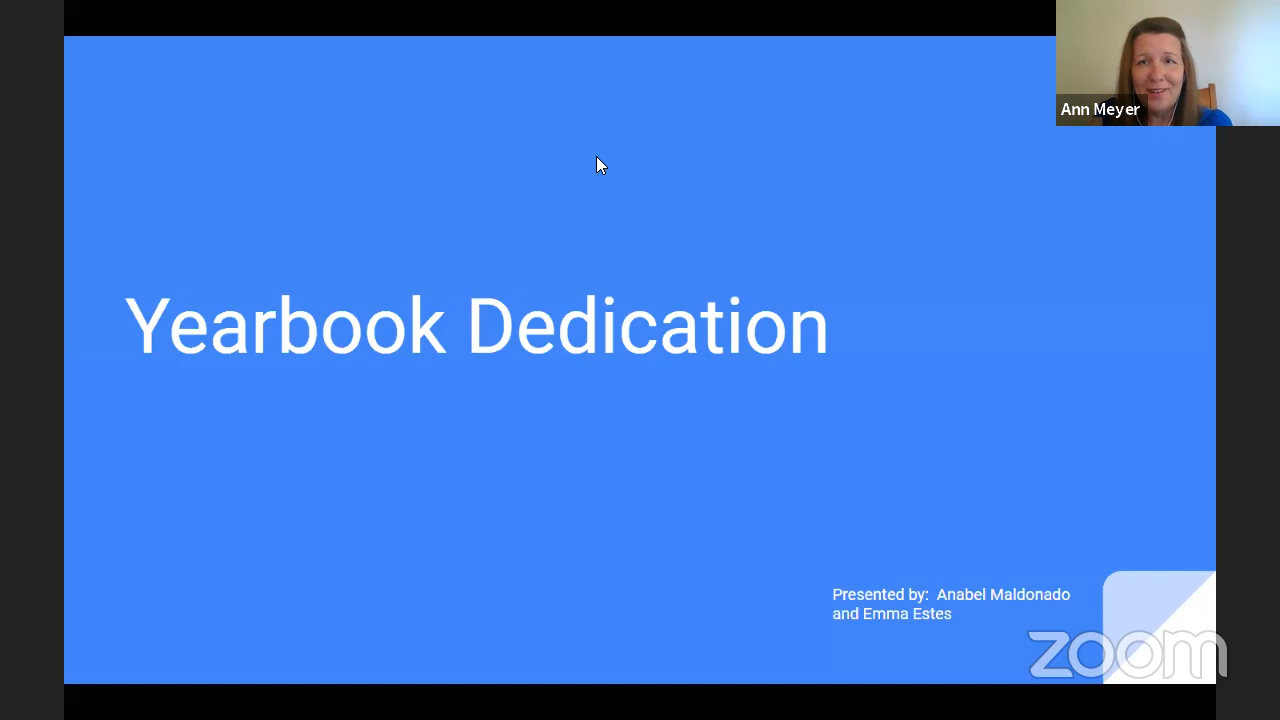 Ann Meyer
Yearbook Dedication
Presented by: Anabel Maldonado
and Emma Estes
zoom